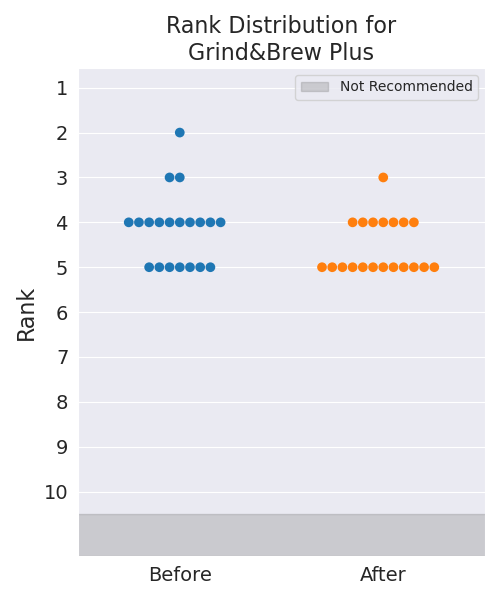 Rank Distribution for
Grind&Brew Plus
Not Recommended
1
2
3
4
5
6
7
8
9
10
Rank
Before
After